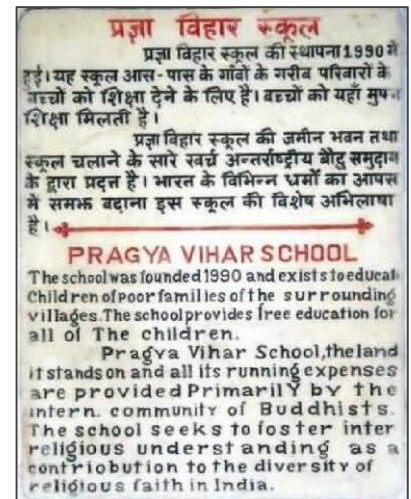 प्रज्ञा विहार स्कूल
प्रज्ञा विहार स्कूल की स्थापना 1990 में
हुई। यह स्कूल आस-पास के गाँवों के गरीब परिवारों के
बच्चों को शिक्षा देने के लिए है। बच्चों को यहाँ मुफ्त
शिक्षा मिलती है।
प्रज्ञा विहार स्कूल की जमीन भवन तथा
स्कूल चलाने के सारे खर्च अन्तर्राष्ट्रीय बौद्ध समुदाय
के द्वारा प्रदत्त है। भारत के विभिन्न धर्मों का आपस
में समझ बढाना इस स्कूल की विशेष अभिलाषा
है।
PRAGYA VIHAR SCHOOL
The school was founded 1990 and exists to educat
Children of poor families of the surrounding
villages. The school provides free education for
all of The children.
Pragya Vihar School, the land
it stands on and all its running expenses
are provided PrimarilY by the
intern. community of Buddhists.
The school seeks to foster inter
religious understanding as a
contriobution to the diversity of
religious faith in India.